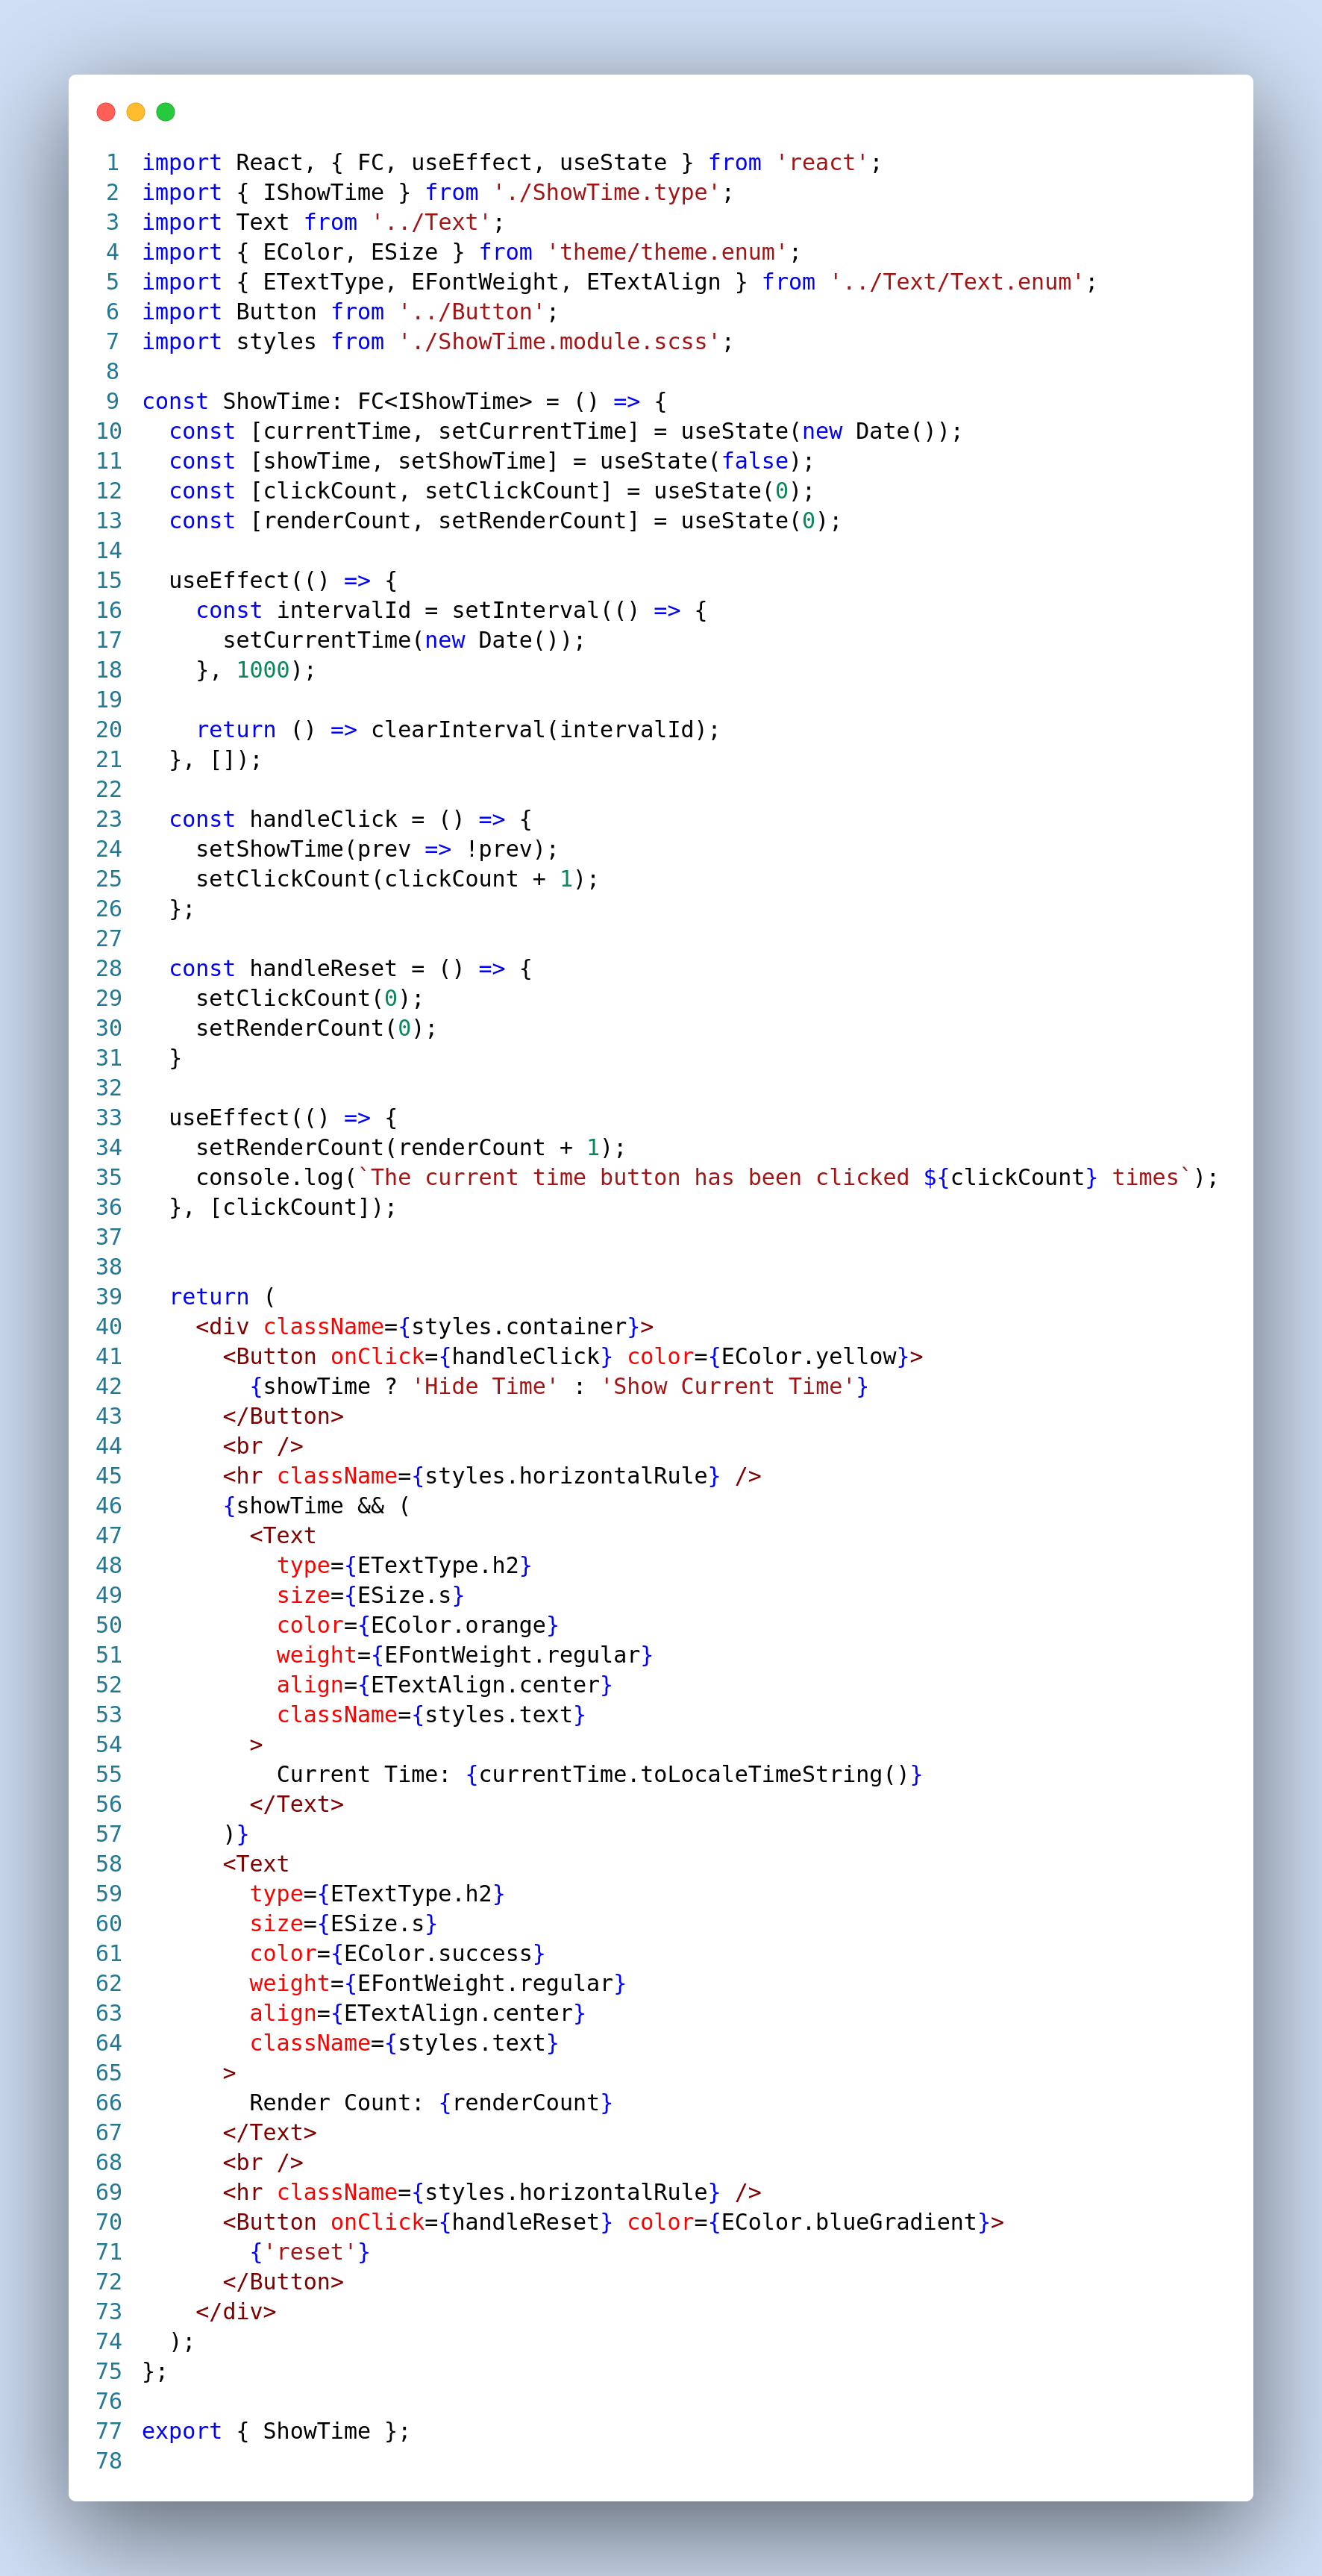 1 import React, { FC, useEffect, useState } from 'react';
2 import { IShowTime } from './ShowTime.type';
3 import Text from '../Text';
4 import { EColor, ESize } from 'theme/theme.enum';
5 import { ETextType, EFontWeight, ETextAlign } from '../Text/Text.enum';
6 import Button from '../Button';
7 import styles from './ShowTime.module.scss';
8
9 const ShowTime: FC<IShowTime> = () => {
10   const [currentTime, setCurrentTime] = useState(new Date());
11   const [showTime, setShowTime] = useState(false);
12   const [clickCount, setClickCount] = useState(0);
13   const [renderCount, setRenderCount] = useState(0);
14
15   useEffect(() => {
16     const intervalId = setInterval(() => {
17       setCurrentTime(new Date());
18     }, 1000);
19
20     return () => clearInterval(intervalId);
21   }, []);
22
23   const handleClick = () => {
24     setShowTime(prev => !prev);
25     setClickCount(clickCount + 1);
26   };
27
28   const handleReset = () => {
29     setClickCount(0);
30     setRenderCount(0);
31   }
32
33   useEffect(() => {
34     setRenderCount(renderCount + 1);
35     console.log(`The current time button has been clicked ${clickCount} times`);
36   }, [clickCount]);
37
38
39   return (
40     <div className={styles.container}>
41       <Button onClick={handleClick} color={EColor.yellow}>
42         {showTime ? 'Hide Time' : 'Show Current Time'}
43       </Button>
44       <br />
45       <hr className={styles.horizontalRule} />
46       {showTime && (
47         <Text
48           type={ETextType.h2}
49           size={ESize.s}
50           color={EColor.orange}
51           weight={EFontWeight.regular}
52           align={ETextAlign.center}
53           className={styles.text}
54         >
55           Current Time: {currentTime.toLocaleTimeString()}
56         </Text>
57       )}
58       <Text
59         type={ETextType.h2}
60         size={ESize.s}
61         color={EColor.success}
62         weight={EFontWeight.regular}
63         align={ETextAlign.center}
64         className={styles.text}
65       >
66         Render Count: {renderCount}
67       </Text>
68       <br />
69       <hr className={styles.horizontalRule} />
70       <Button onClick={handleReset} color={EColor.blueGradient}>
71         {'reset'}
72       </Button>
73     </div>
74   );
75 };
76
77 export { ShowTime };
78